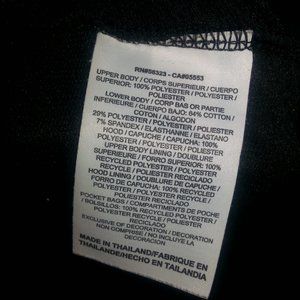 RN#56323 - CA#05553
UPPER BODY / CORPS SUPERIEUR / CUERPO
SUPERIOR: 100% POLYESTER / POLYESTER /
POLIESTER
LOWER BODY / CORP BAS OR PARTIE
INFERIEURE / CUERPO BAJO: 64% COTTON /
COTON / ALGODON
29% POLYESTER / POLYESTER / POLIESTER
7% SPANDEX / ELASTHANNE / ELASTANO
HOOD / CAPUCHE / CAPUCHA: 100%
POLYESTER / POLYESTER / POLIESTER
UPPER BODY LINING / DOUBLURE
SUPERIEURE / FORRO SUPERIOR: 100%
RECYCLED POLYESTER / POLYESTER
RECYCLE / POLIESTER RECICLADO
HOOD LINING / DOUBLURE DE CAPUCHE /
FORRO DE CAPUCHA: 100% RECYCLED
POLYESTER / POLYESTER RECYCLE /
POLIESTER RECICLADO
POCKET BAGS / COMPARTIMENTS DE POCHE
/ BOLSILLOS: 100% RECYCLED POLYESTER /
POLYESTER RECYCLE / POLIESTER
RECICLADO
EXCLUSIVE OF DECORATION / DECORATION
NON COMPRISE / NO INCLUYE LA
DECORACION
MADE IN THAILAND/FABRIQUE EN
THAILANDE/HECHO EN TAILANDIA